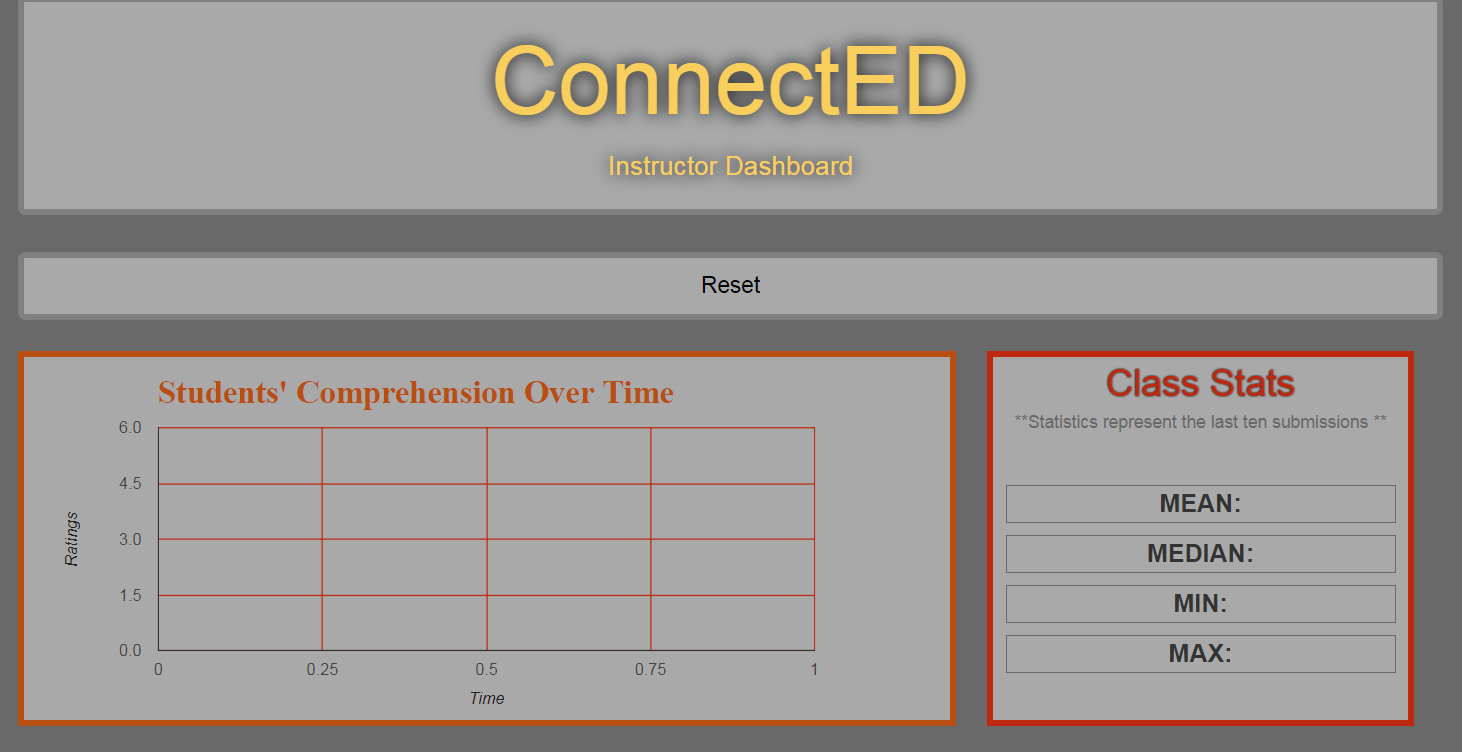 ConnectED
Instructor Dashboard
Reset
Students' Comprehension Over Time
6.0
4.5
3.0
1.5
0.0
Ratings
0 0.25 0.5 0.75 1
Time
Class Stats
**Statistics represent the last ten submissions **
MEAN:
MEDIAN:
MIN:
MAX: